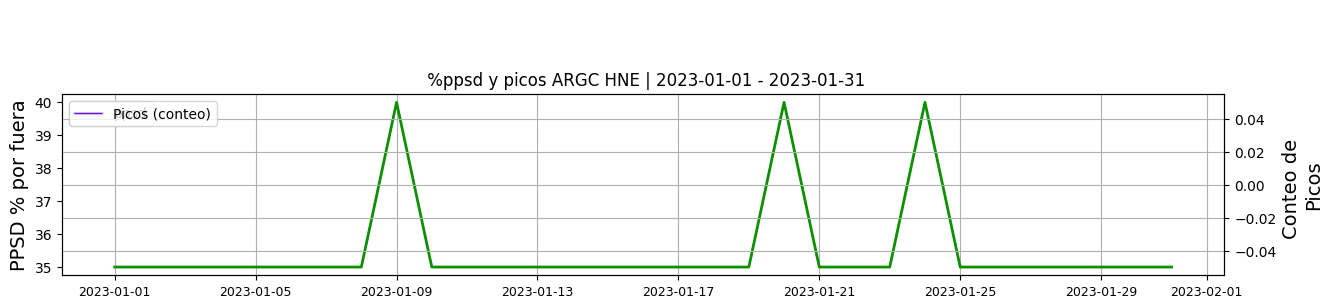 %ppsd y picos ARGC HNE | 2023-01-01 - 2023-01-31
PPSD % por fuera
40
39
38
37
36
35
Picos (conteo)
0.04
0.02
0.00
−0.02
−0.04
Conteo de
Picos
2023-01-01 2023-01-05 2023-01-09 2023-01-13 2023-01-17 2023-01-21 2023-01-25 2023-01-29 2023-02-01